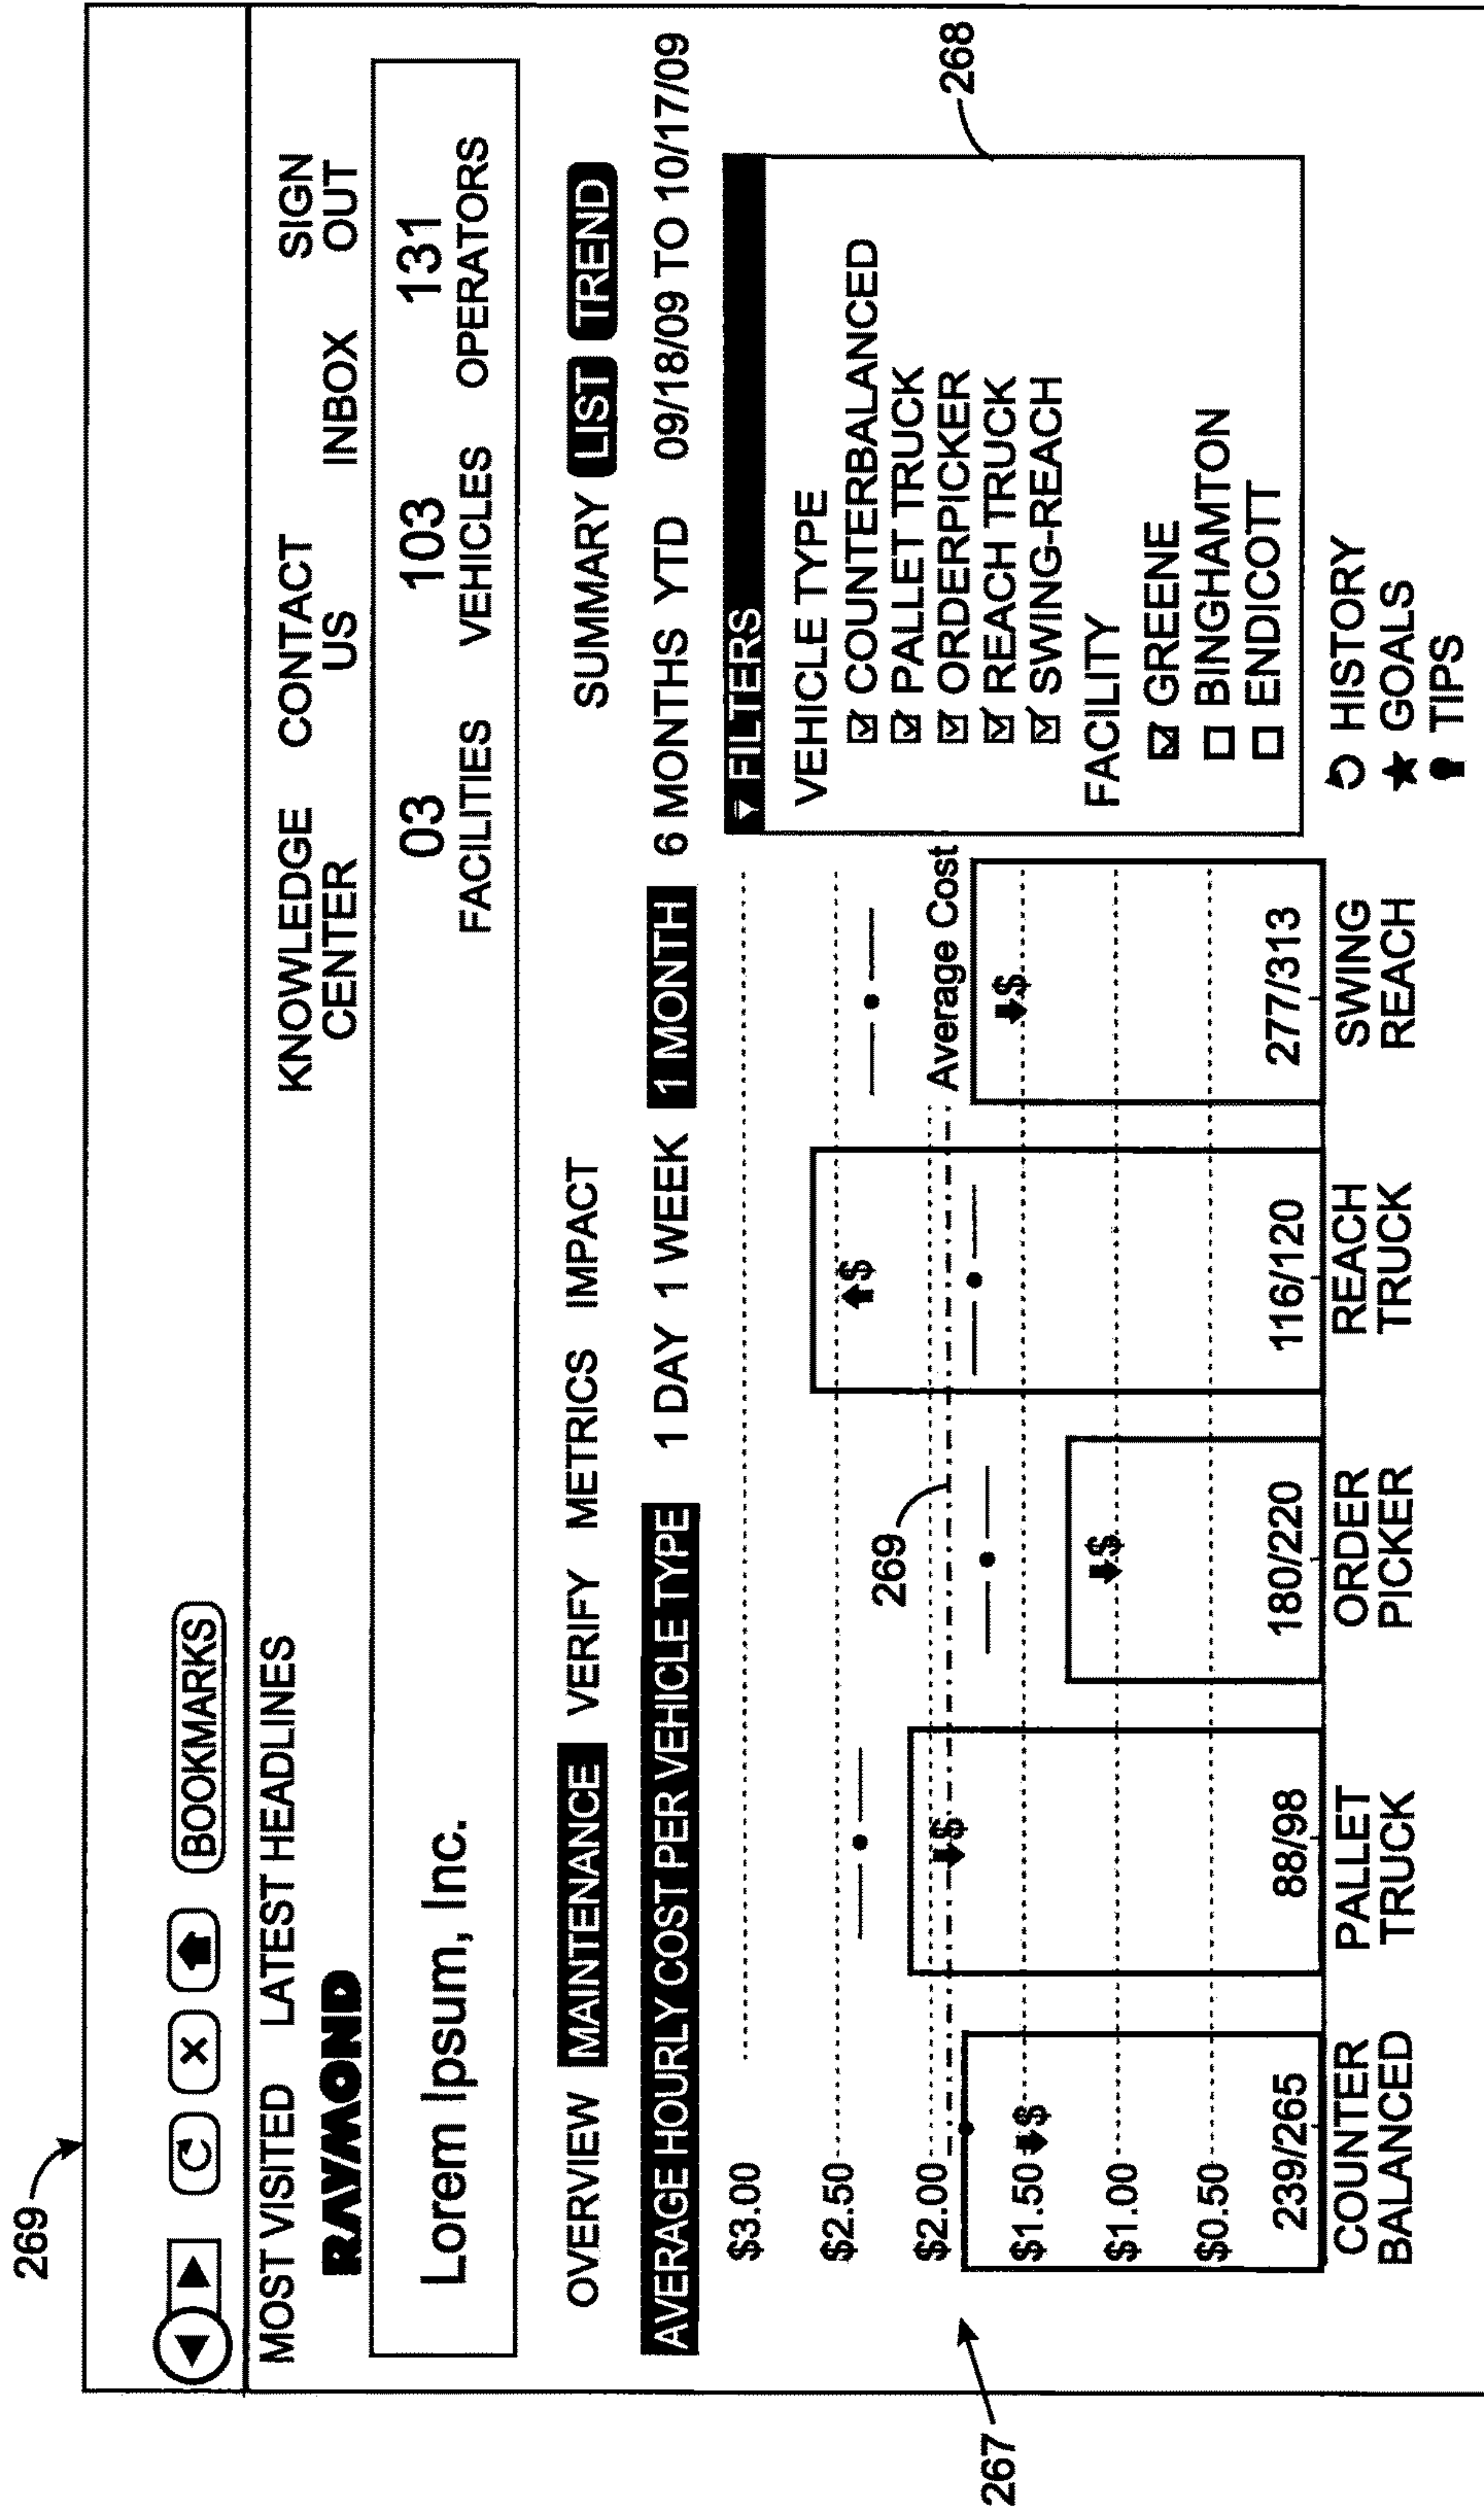 269
BOOKMARKS
MOST VISITED LATEST HEADLINES
RAYMOND
KNOWLEDGE CENTER CONTACT US INBOX SIGN OUT
Lorem Ipsum, Inc.
03 103 131
FACILITIES VEHICLES OPERATORS
OVERVIEW MAINTENANCE VERIFY METRICS IMPACT SUMMARY LIST TREND
AVERAGE HOURLY COST PER VEHICLE TYPE 1 DAY 1 WEEK 1 MONTH 6 MONTHS YTD 09/18/09 TO 10/17/09
267
$3.00
$2.50
$2.00
$1.50
$1.00
$0.50
269
Average Cost
$ $ $ $ $
239/265 88/98 180/220 116/120 277/313
COUNTER BALANCED
PALLET TRUCK
ORDER PICKER
REACH TRUCK
SWING REACH
FILTERS
VEHICLE TYPE
COUNTERBALANCED
PALLET TRUCK
ORDERPICKER
REACH TRUCK
SWING-REACH
FACILITY
GREENE
BINGHAMTON
ENDICOTT
268
HISTORY
GOALS
TIPS